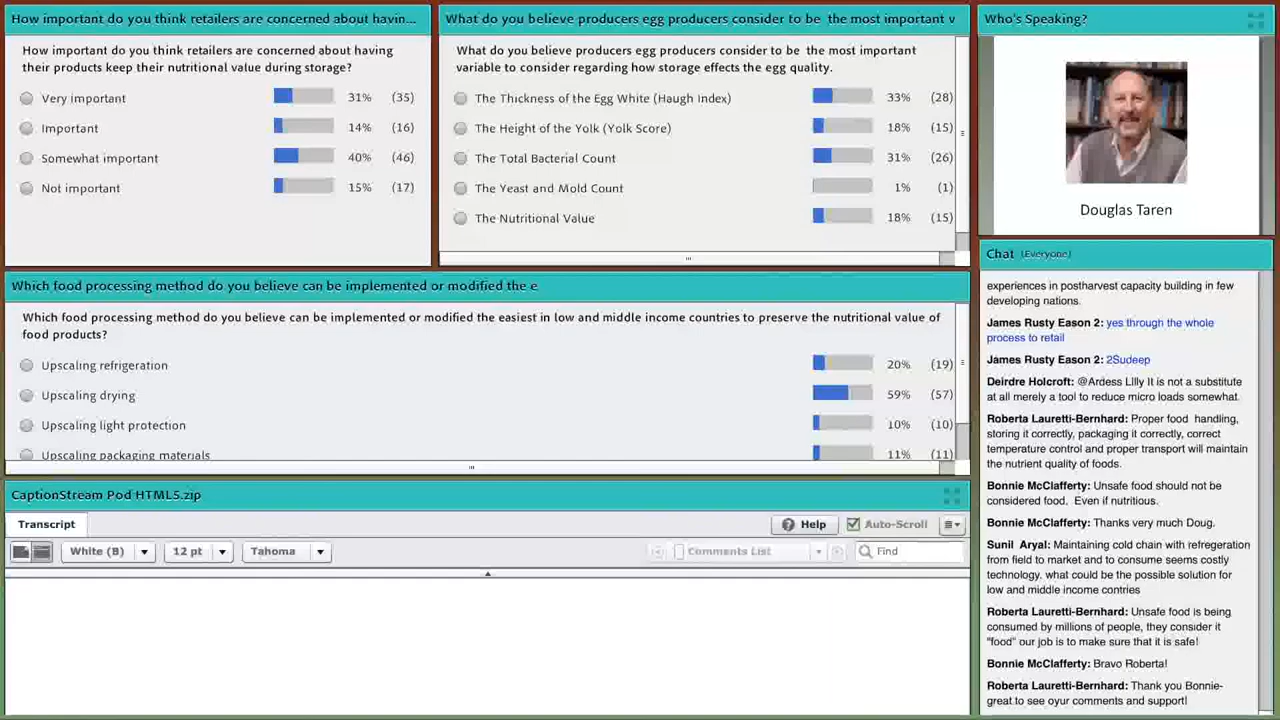 How important do you think retailers are concerned about havin...
How important do you think retailers are concerned about having
their products keep their nutritional value during storage?
Very important 31% (35)
Important 14% (16)
Somewhat important 40% (46)
Not important 15% (17)
What do you believe producers egg producers consider to be the most important v
What do you believe producers egg producers consider to be the most important
variable to consider regarding how storage effects the egg quality.
The Thickness of the Egg White (Haugh Index) 33% (28)
The Height of the Yolk (Yolk Score) 18% (15)
The Total Bacterial Count 31% (26)
The Yeast and Mold Count 1% (1)
The Nutritional Value 18% (15)
Who's Speaking?
Douglas Taren
Which food processing method do you believe can be implemented or modified the e
Which food processing method do you believe can be implemented or modified the easiest in low and middle income countries to preserve the nutritional value of
food products?
Upscaling refrigeration 20% (19)
Upscaling drying 59% (57)
Upscaling light protection 10% (10)
Upscaling packaging materials 11% (11)
CaptionStream Pod HTML5.zip
Transcript Help Auto-Scroll
White (B) 12 pt Tahoma Comments List Find
Chat (Everyone)
experiences in postharvest capacity building in few
developing nations.
James Rusty Eason 2: yes through the whole
process to retail
James Rusty Eason 2: 2Sudeep
Deirdre Holcroft: @Ardess LIlly It is not a substitute
at all merely a tool to reduce micro loads somewhat.
Roberta Lauretti-Bernhard: Proper food handling,
storing it correctly, packaging it correctly, correct
temperature control and proper transport will maintain
the nutrient quality of foods.
Bonnie McClafferty: Unsafe food should not be
considered food. Even if nutritious.
Bonnie McClafferty: Thanks very much Doug.
Sunil Aryal: Maintaining cold chain with refregeration
from field to market and to consume seems costly
technology. what could be the possible solution for
low and middle income contries
Roberta Lauretti-Bernhard: Unsafe food is being
consumed by millions of people, they consider it
"food" our job is to make sure that it is safe!
Bonnie McClafferty: Bravo Roberta!
Roberta Lauretti-Bernhard: Thank you Bonnie-
great to see oyur comments and support!